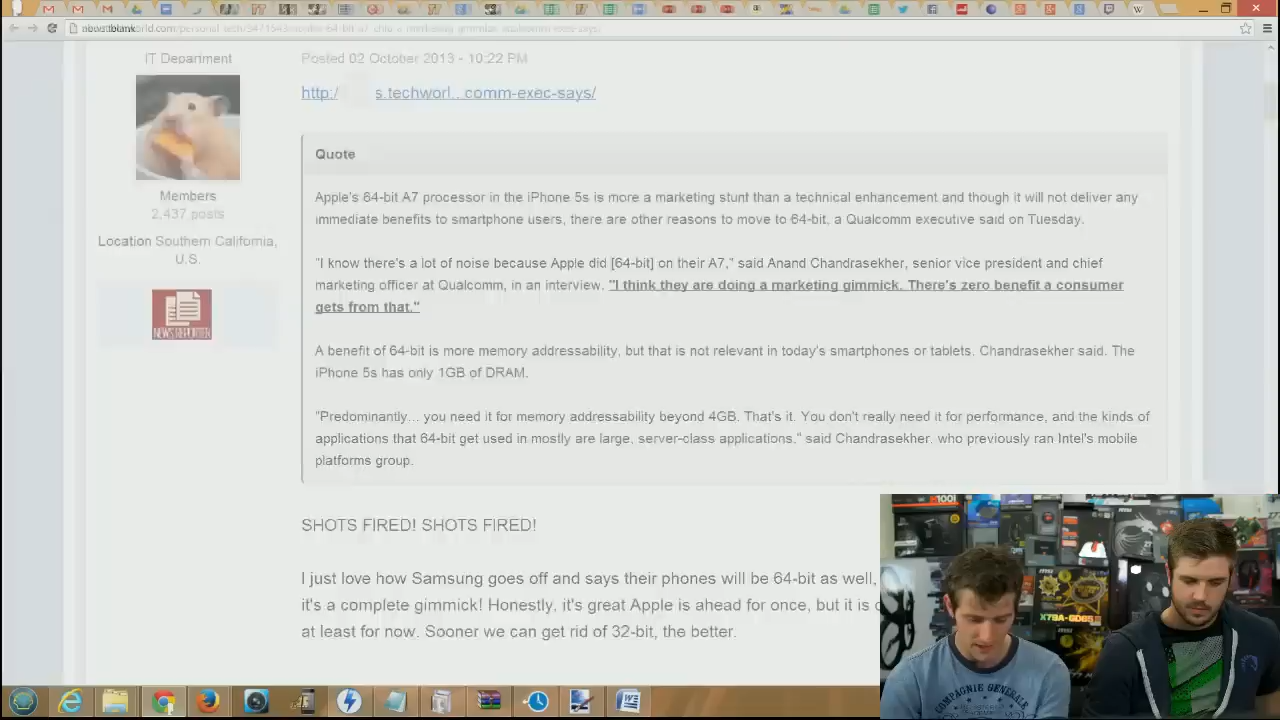 IT Department
Posted 02 October 2013 - 10:22 PM
http:/ s.techworl...comm-exec-says/
Quote
Members
2,437 posts
Location Southern California,
U.S.
NEWS REPORTER
Apple's 64-bit A7 processor in the iPhone 5s is more a marketing stunt than a technical enhancement and though it will not deliver any
immediate benefits to smartphone users, there are other reasons to move to 64-bit, a Qualcomm executive said on Tuesday.
"I know there's a lot of noise because Apple did [64-bit] on their A7," said Anand Chandrasekher, senior vice president and chief
marketing officer at Qualcomm, in an interview. "I think they are doing a marketing gimmick. There's zero benefit a consumer
gets from that."
A benefit of 64-bit is more memory addressability, but that is not relevant in today's smartphones or tablets. Chandrasekher said. The
iPhone 5s has only 1GB of DRAM.
"Predominantly... you need it for memory addressability beyond 4GB. That's it. You don't really need it for performance, and the kinds of
applications that 64-bit get used in mostly are large, server-class applications," said Chandrasekher, who previously ran Intel's mobile
platforms group.
SHOTS FIRED! SHOTS FIRED!
I just love how Samsung goes off and says their phones will be 64-bit as well,
it's a complete gimmick! Honestly, it's great Apple is ahead for once, but it is
at least for now. Sooner we can get rid of 32-bit, the better.
H100i
X79A-GD65
COMPAGNIE GENERALE